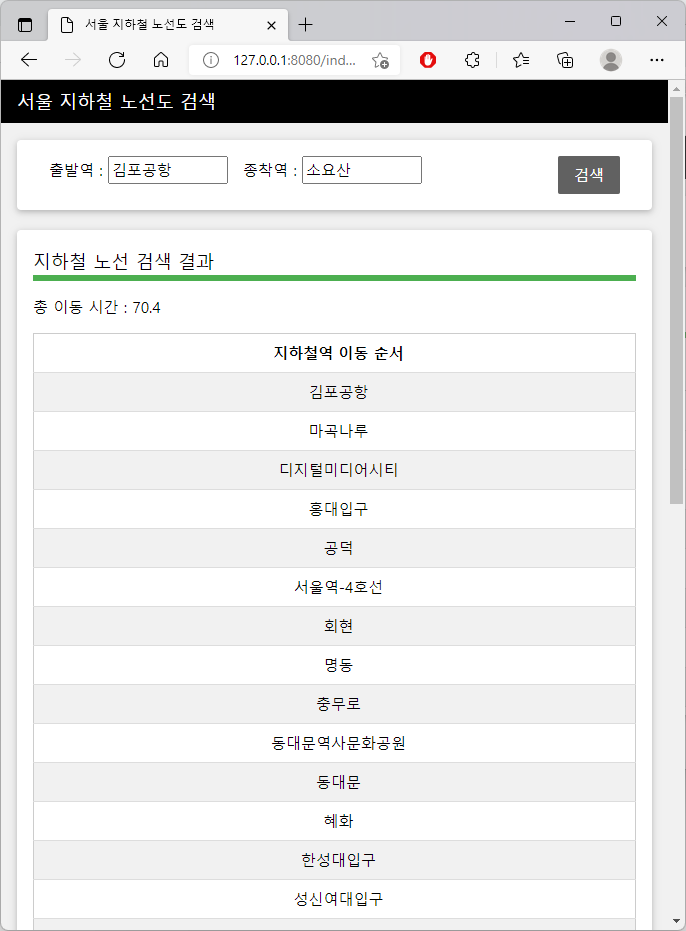 서울 지하철 노선도 검색
127.0.0.1:8080/ind...
서울 지하철 노선도 검색
출발역 : 김포공항 종착역 : 소요산 검색
지하철 노선 검색 결과
총 이동 시간 : 70.4
지하철역 이동 순서
김포공항
마곡나루
디지털미디어시티
홍대입구
공덕
서울역-4호선
회현
명동
충무로
동대문역사문화공원
동대문
혜화
한성대입구
성신여대입구